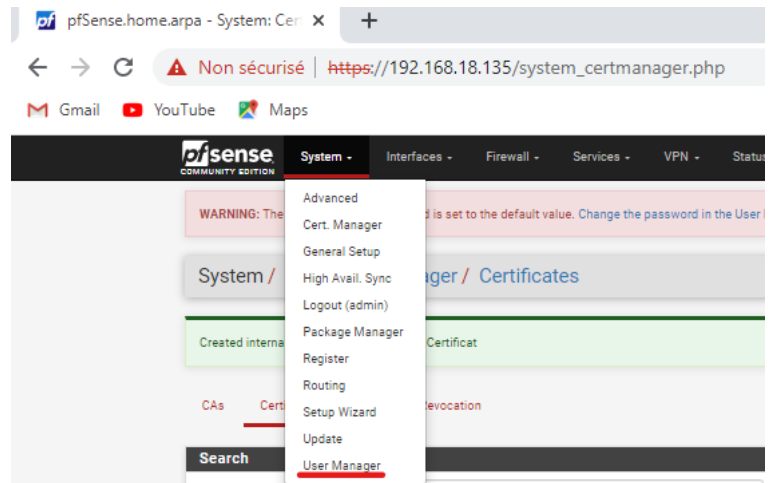 pfSense.home.arpa - System: Cer
Non sécurisé | https://192.168.18.135/system_certmanager.php
Gmail YouTube Maps
pfsense System Interfaces Firewall Services VPN Status
COMMUNITY EDITION
Advanced
WARNING: The d is set to the default value. Change the password in the User
Cert. Manager
General Setup
System / ager / Certificates
High Avail. Sync
Logout (admin)
Package Manager
Created interna Certificat
Register
Routing
CAs Certi Revocation
Setup Wizard
Update
Search
User Manager